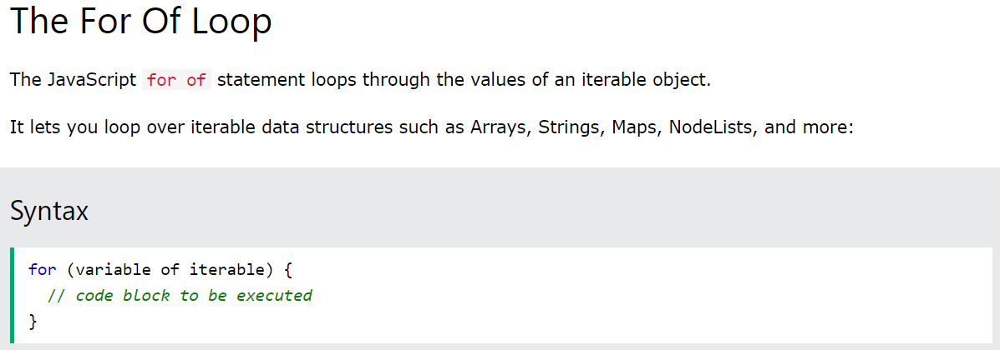 The For Of Loop
The JavaScript for of statement loops through the values of an iterable object.
It lets you loop over iterable data structures such as Arrays, Strings, Maps, NodeLists, and more:
Syntax
for (variable of iterable) {
  // code block to be executed
}